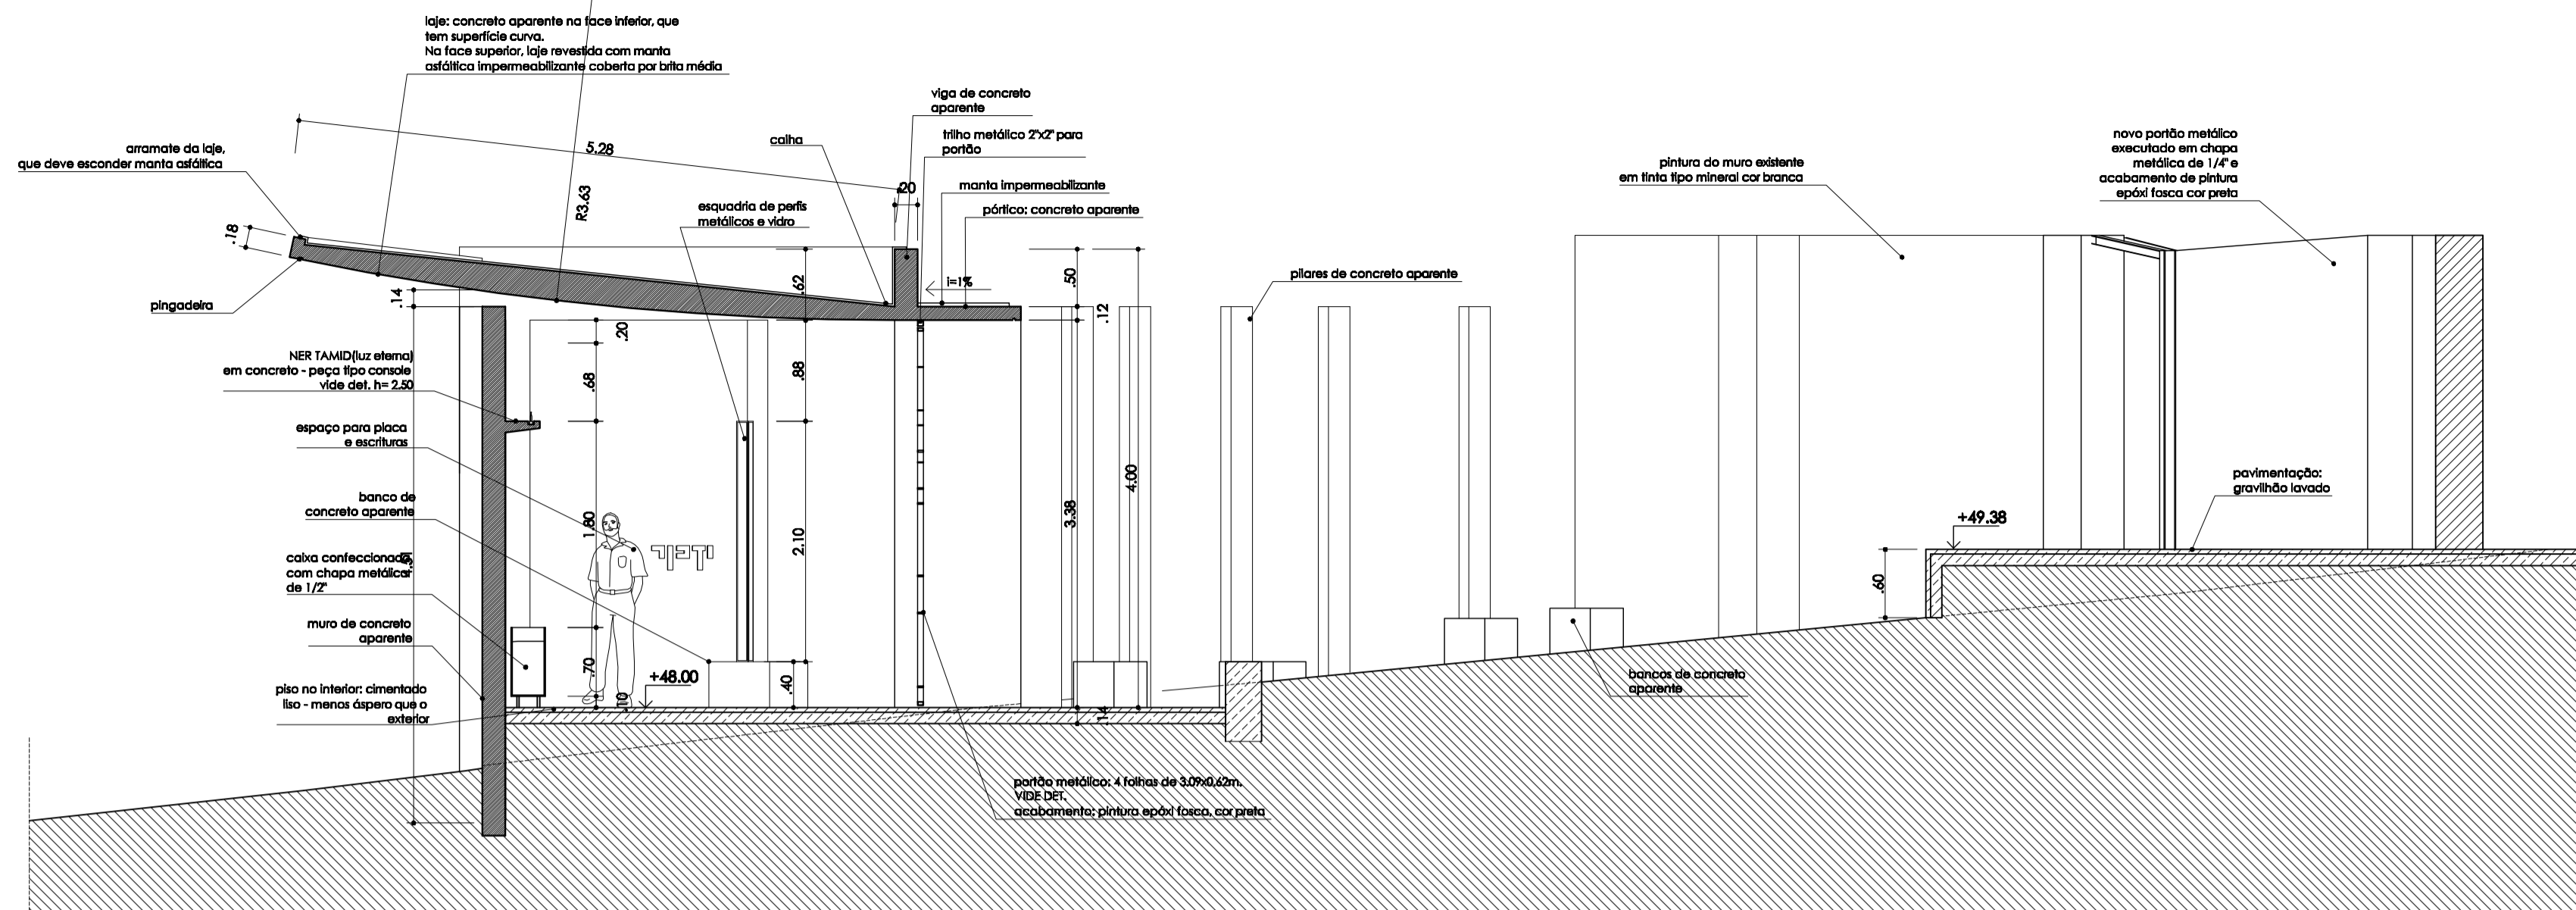 laje: concreto aparente na face inferior, que
tem superfície curva.
Na face superior, laje revestida com manta
asfáltica impermeabilizante coberta por brita média
viga de concreto
aparente
trilho metálico 2"x2" para
portão
calha
manta impermeabilizante
pórtico: concreto aparente
arramate da laje,
que deve esconder manta asfáltica
5.28
R3.63
.20
.18
esquadria de perfis
metálicos e vidro
pingadeira
.14
.62
i=1%
.50
.12
pilares de concreto aparente
pintura do muro existente
em tinta tipo mineral cor branca
novo portão metálico
executado em chapa
metálica de 1/4" e
acabamento de pintura
epóxi fosca cor preta
NER TAMID(luz eterna)
em concreto - peça tipo console
vide det. h= 2.50
.20
.68
.88
espaço para placa
e escrituras
banco de
concreto aparente
1.80
2.10
3.38
4.00
caixa confeccionada
com chapa metálica
de 1/2"
muro de concreto
aparente
piso no interior: cimentado
liso - menos áspero que o
exterior
.70
.10
+48.00
.40
.14
portão metálico: 4 folhas de 3.09x0.62m.
VIDE DET.
acabamento: pintura epóxi fosca, cor preta
bancos de concreto
aparente
.60
+49.38
pavimentação:
gravilhão lavado